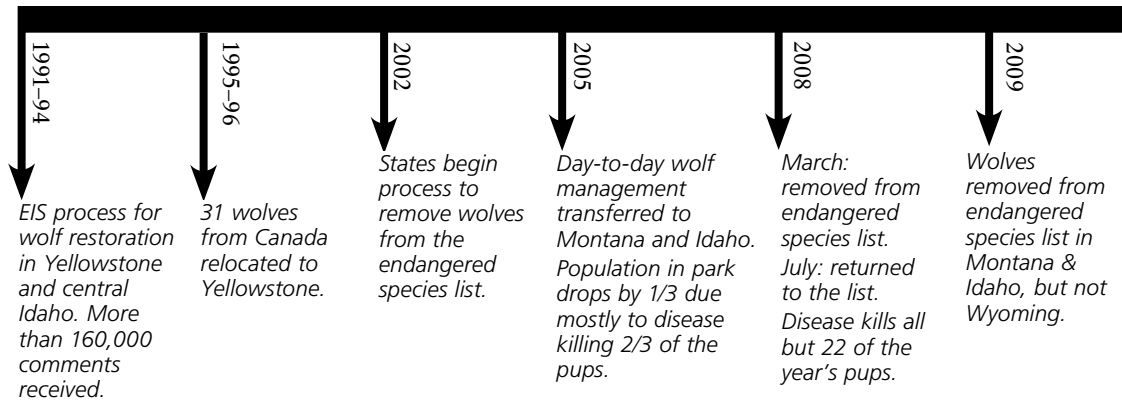 1991–94
EIS process for
wolf restoration
in Yellowstone
and central
Idaho. More
than 160,000
comments
received.
1995–96
31 wolves
from Canada
relocated to
Yellowstone.
2002
States begin
process to
remove wolves
from the
endangered
species list.
2005
Day-to-day wolf
management
transferred to
Montana and Idaho.
Population in park
drops by 1/3 due
mostly to disease
killing 2/3 of the
pups.
2008
March:
removed from
endangered
species list.
July: returned
to the list.
Disease kills all
but 22 of the
year’s pups.
2009
Wolves
removed from
endangered
species list in
Montana &
Idaho, but not
Wyoming.